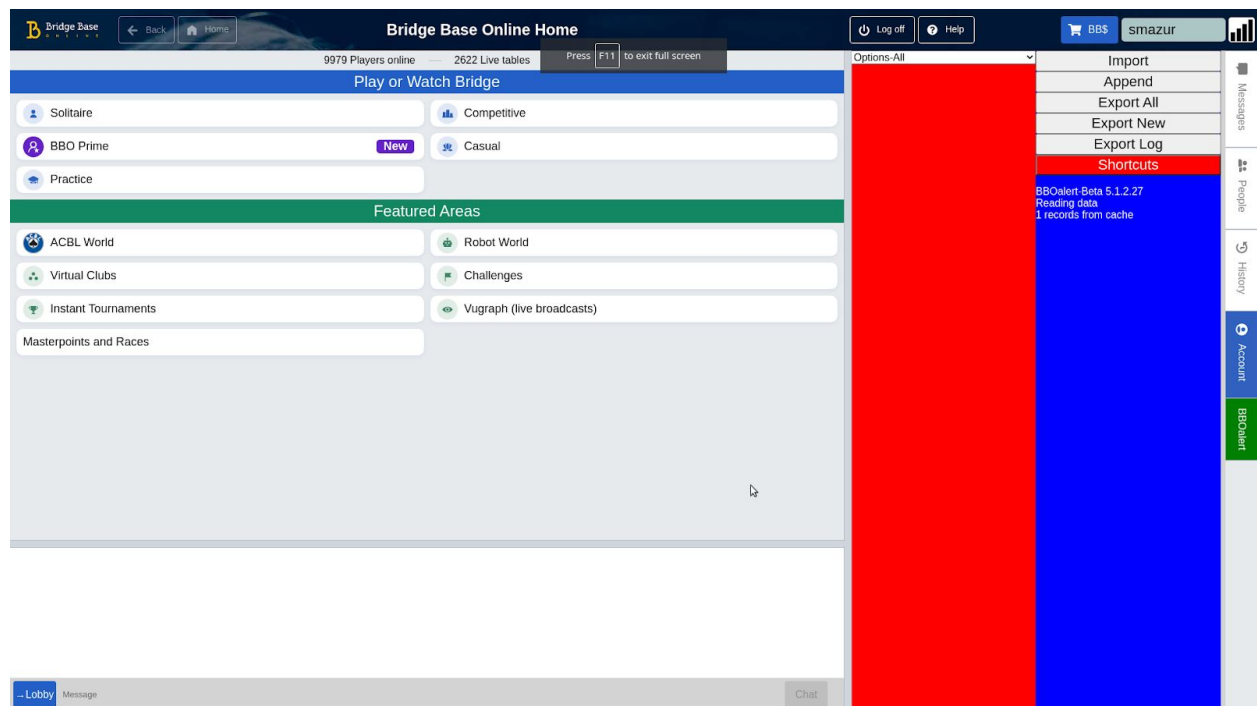 Bridge Base
ONLINE
Back
Home
Bridge Base Online Home
Log off
Help
BB$
smazur
9979 Players online
2622 Live tables
Press F11 to exit full screen
Play or Watch Bridge
Solitaire
Competitive
BBO Prime
New
Casual
Practice
Featured Areas
ACBL World
Robot World
Virtual Clubs
Challenges
Instant Tournaments
Vugraph (live broadcasts)
Masterpoints and Races
→Lobby
Message
Chat
Options-All
Import
Append
Export All
Export New
Export Log
Shortcuts
BBOalert-Beta 5.1.2.27
Reading data
1 records from cache
Messages
People
History
Account
BBOalert